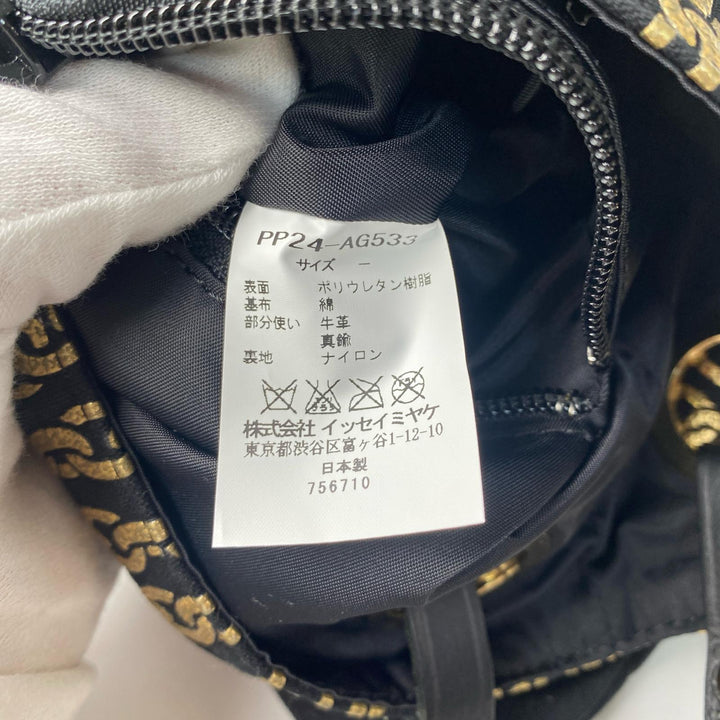 PP24-AG533
サイズ －
表面 ポリウレタン樹脂
基布 綿
部分使い 牛革
真鍮
裏地 ナイロン
株式会社 イッセイミヤケ
東京都渋谷区富ヶ谷1-12-10
日本製
756710